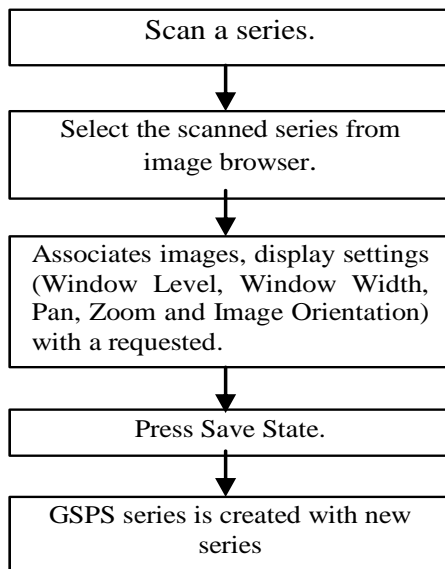 Scan a series.
Select the scanned series from
image browser.
Associates images, display settings
(Window Level, Window Width,
Pan, Zoom and Image Orientation)
with a requested.
Press Save State.
GSPS series is created with new
series